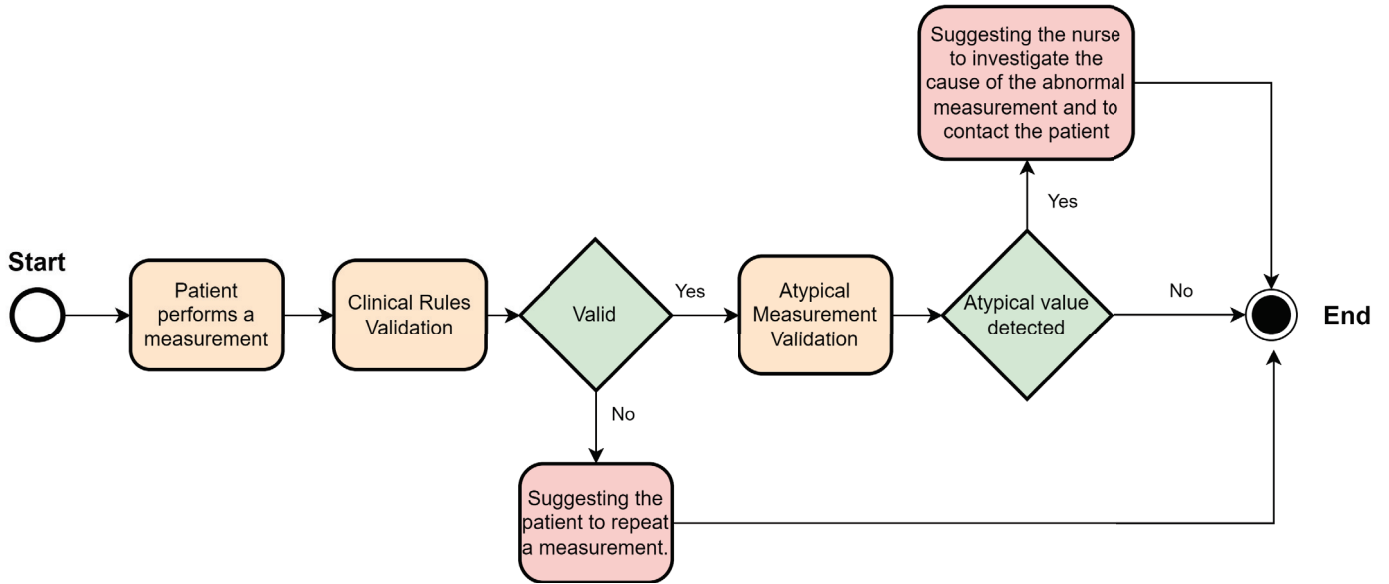 Suggesting the nurse
to investigate the
cause of the abnormal
measurement and to
contact the patient
Yes
Start
Patient
performs a
measurement
Clinical Rules
Validation
Valid
Yes
Atypical
Measurement
Validation
Atypical value
detected
No
End
No
Suggesting the
patient to repeat
a measurement.